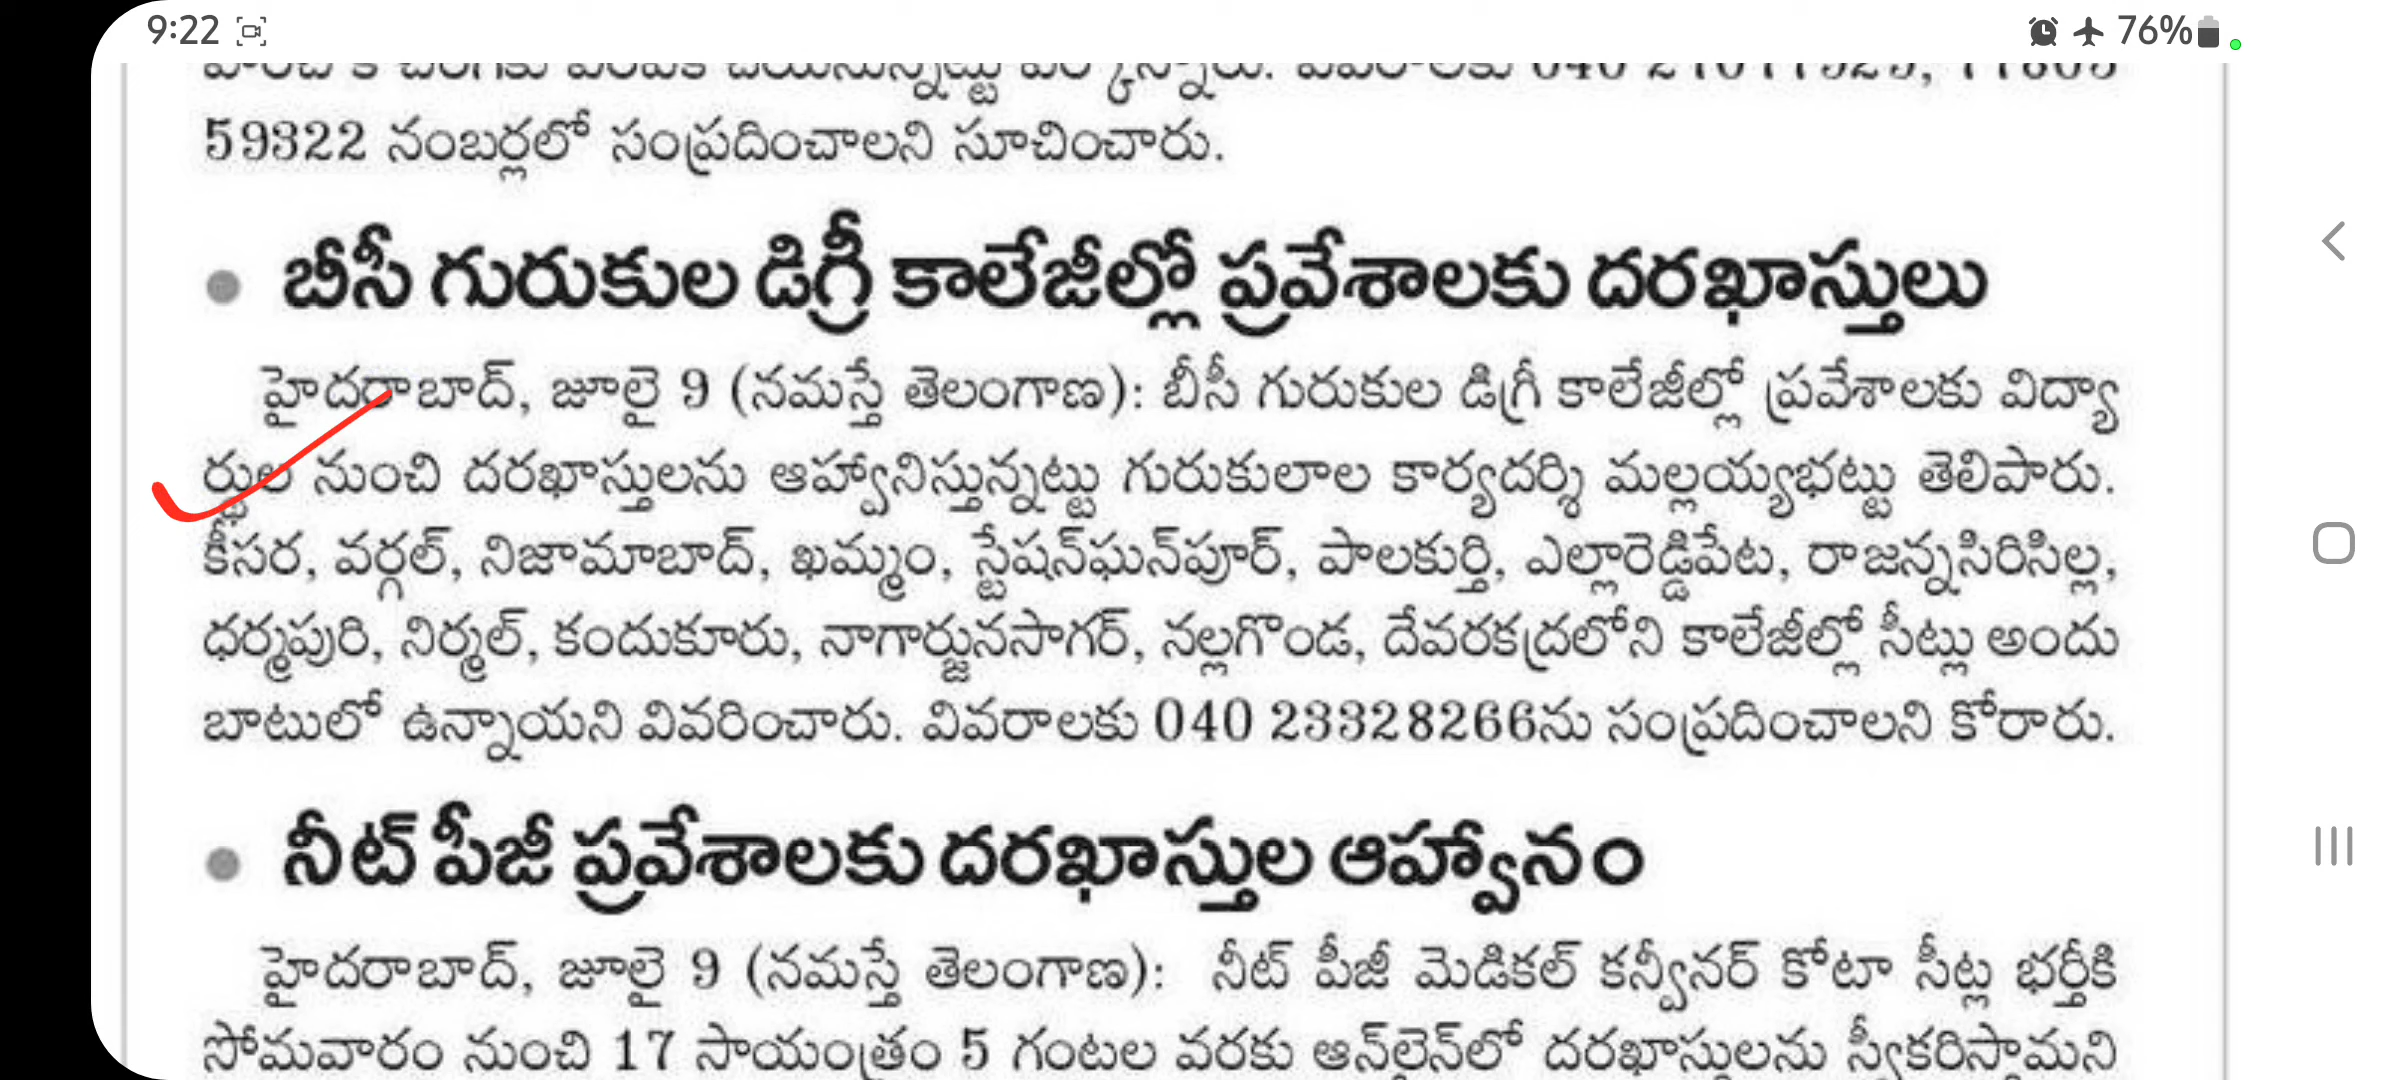 9:22 76%
59322 నంబర్లలో సంప్రదించాలని సూచించారు.
• బీసీ గురుకుల డిగ్రీ కాలేజీల్లో ప్రవేశాలకు దరఖాస్తులు
హైదరాబాద్, జూలై 9 (నమస్తే తెలంగాణ): బీసీ గురుకుల డిగ్రీ కాలేజీల్లో ప్రవేశాలకు విద్యా
ర్థుల నుంచి దరఖాస్తులను ఆహ్వానిస్తున్నట్టు గురుకులాల కార్యదర్శి మల్లయ్యభట్టు తెలిపారు.
కీసర, వర్గల్, నిజామాబాద్, ఖమ్మం, స్టేషన్‌ఘన్‌పూర్, పాలకుర్తి, ఎల్లారెడ్డిపేట, రాజన్నసిరిసిల్ల,
ధర్మపురి, నిర్మల్, కందుకూరు, నాగార్జునసాగర్, నల్లగొండ, దేవరకద్రలోని కాలేజీల్లో సీట్లు అందు
బాటులో ఉన్నాయని వివరించారు. వివరాలకు 040 23328266ను సంప్రదించాలని కోరారు.
• నీట్ పీజీ ప్రవేశాలకు దరఖాస్తుల ఆహ్వానం
హైదరాబాద్, జూలై 9 (నమస్తే తెలంగాణ): నీట్ పీజీ మెడికల్ కన్వీనర్ కోటా సీట్ల భర్తీకి
సోమవారం నుంచి 17 సాయంత్రం 5 గంటల వరకు ఆన్‌లైన్‌లో దరఖాస్తులను స్వీకరిస్తామని